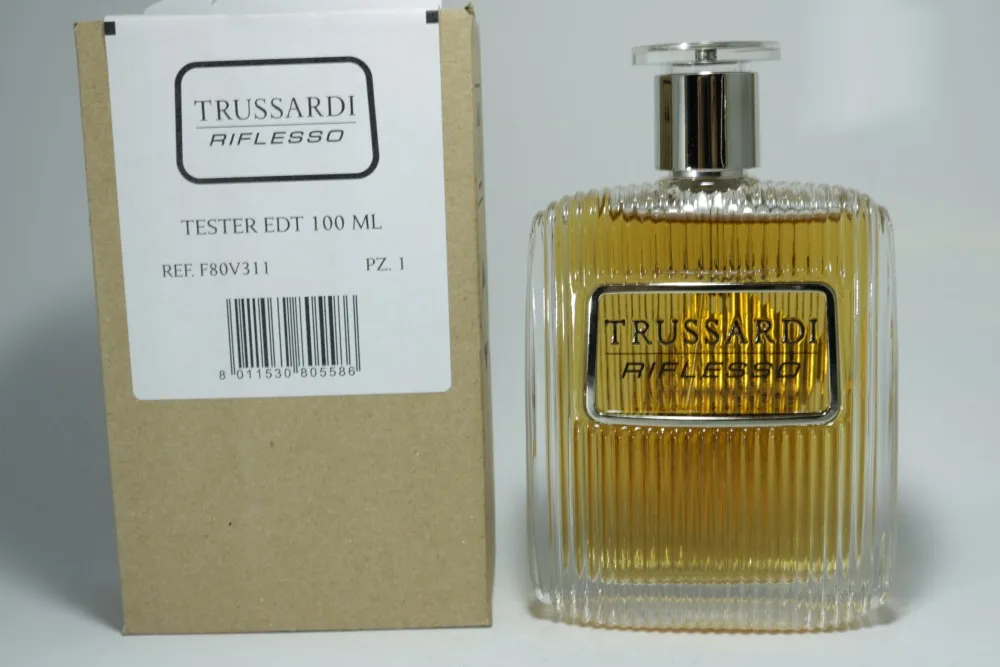 TRUSSARDI
RIFLESSO
TESTER EDT 100 ML
REF. F80V311
PZ. 1
8 011530 805586
TRUSSARDI
RIFLESSO